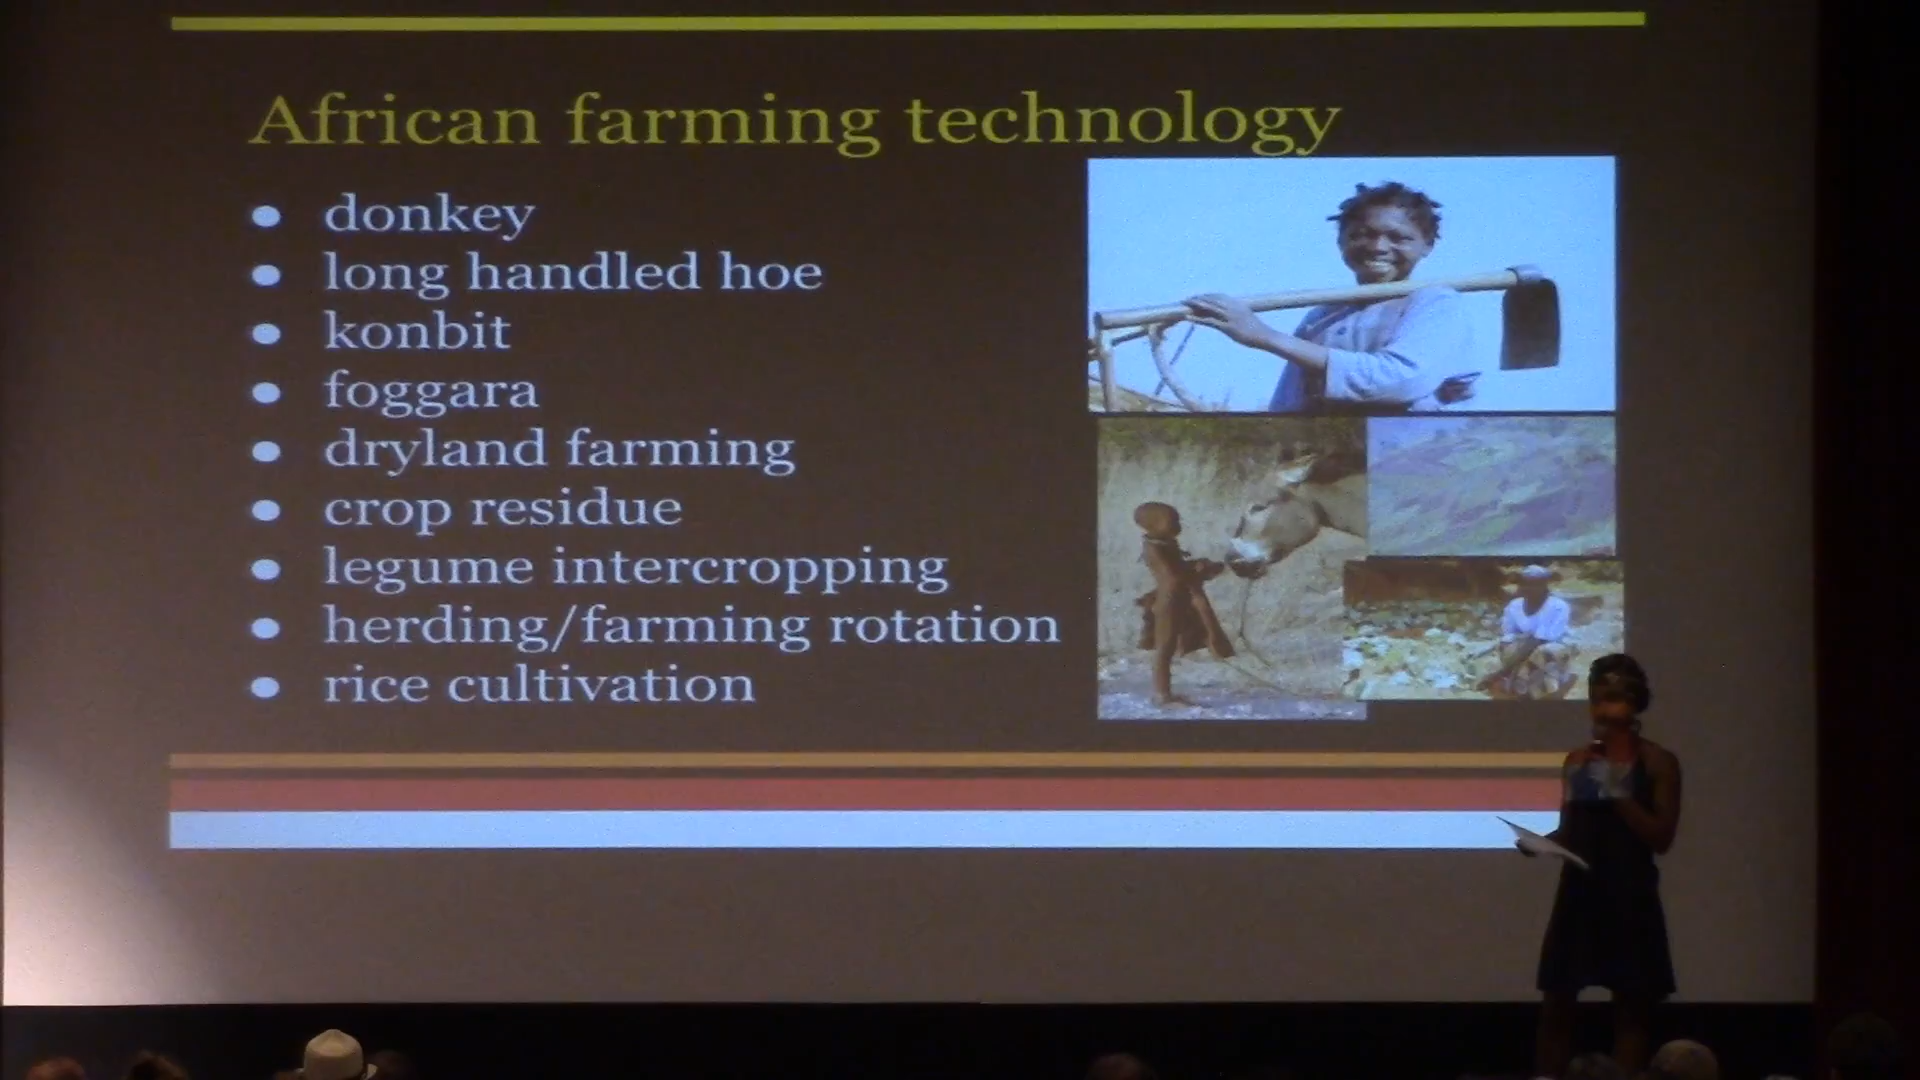 African farming technology
donkey
long handled hoe
konbit
foggara
dryland farming
crop residue
legume intercropping
herding/farming rotation
rice cultivation